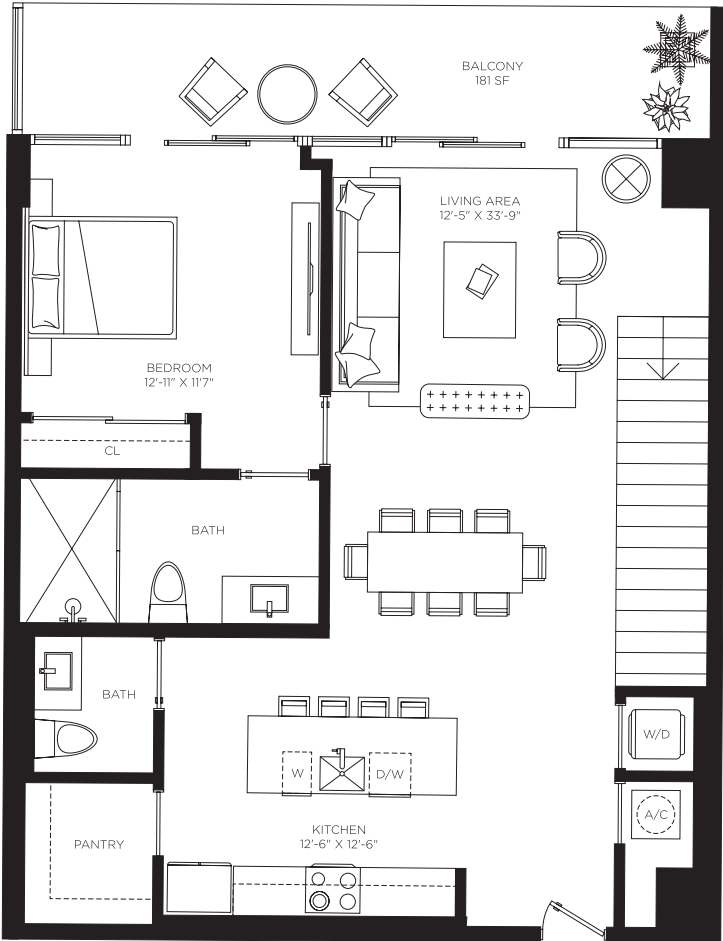 BALCONY
181 SF
LIVING AREA
12'-5" X 33'-9"
BEDROOM
12'-11" X 11'7"
CL
BATH
BATH
W/D
W
D/W
A/C
KITCHEN
12'-6" X 12'-6"
PANTRY